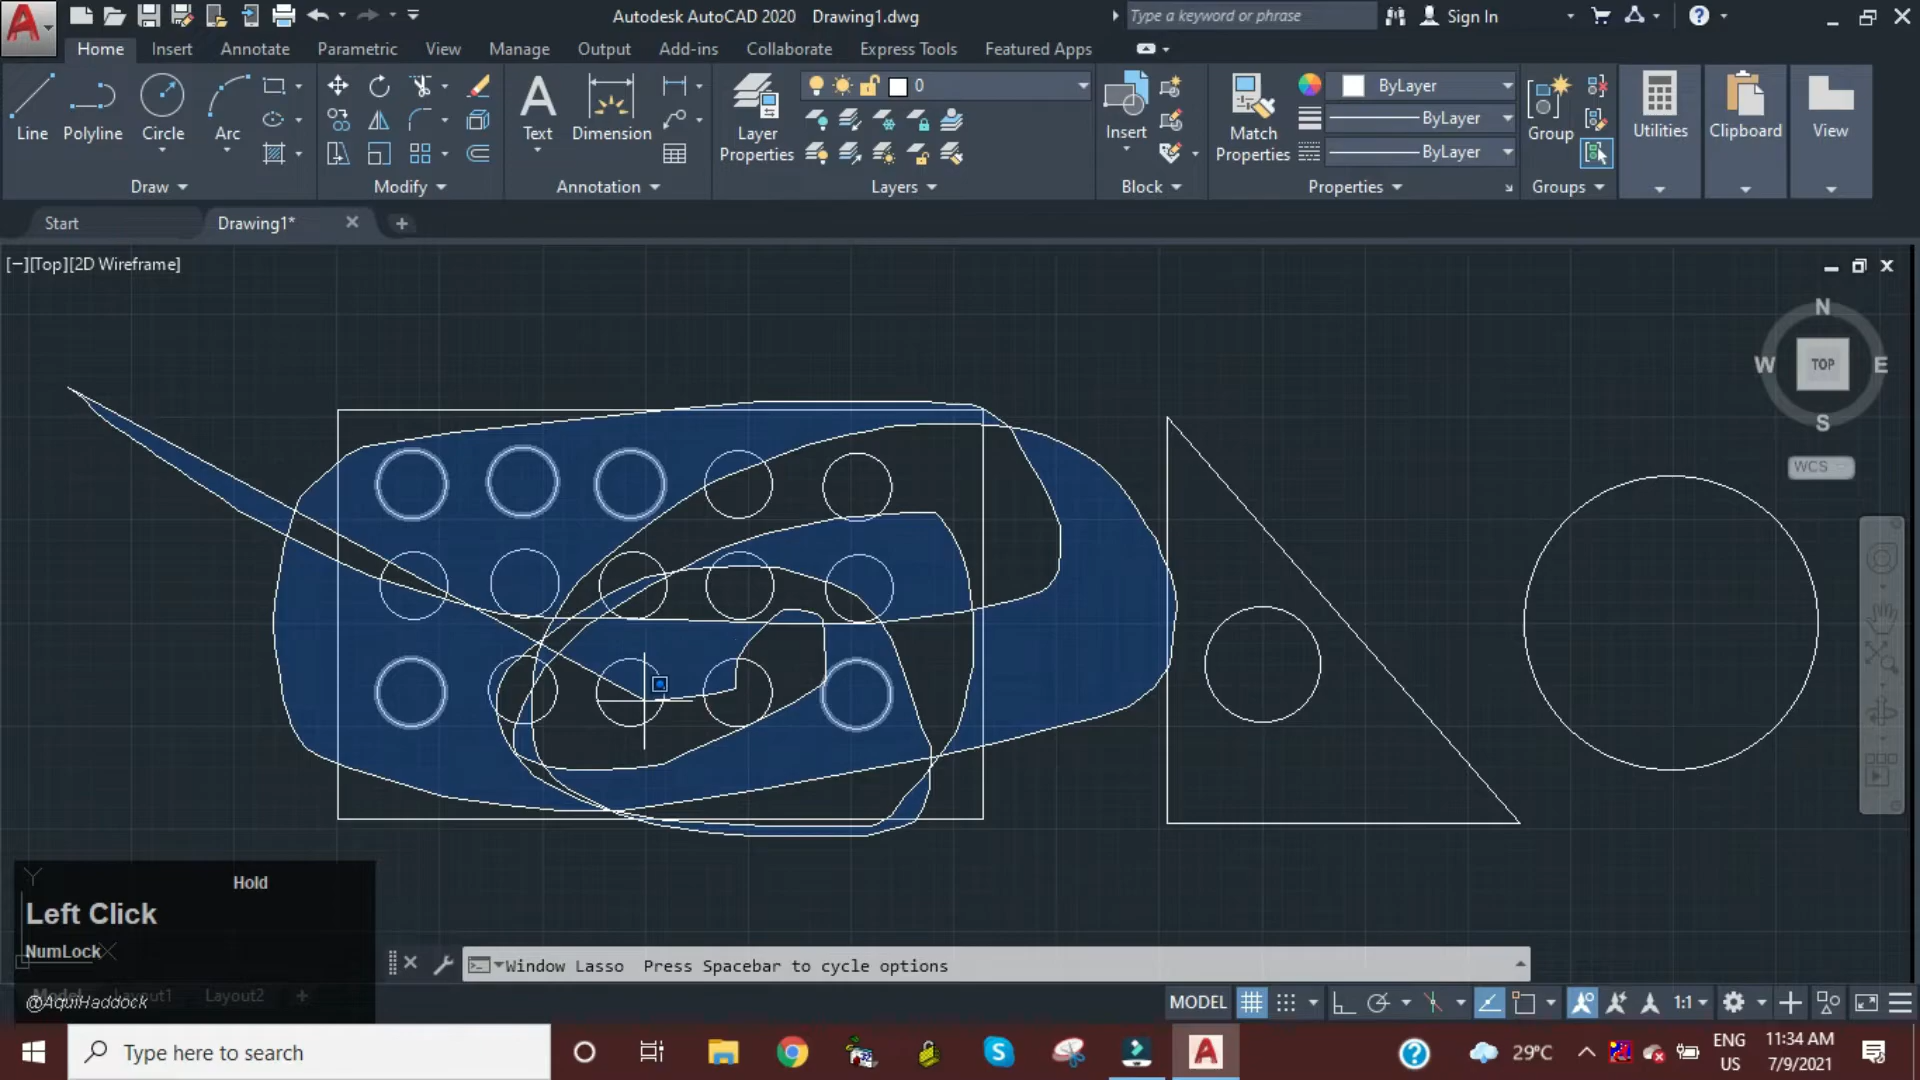 Autodesk AutoCAD 2020 Drawing1.dwg
Type a keyword or phrase
Sign In
Home Insert Annotate Parametric View Manage Output Add-ins Collaborate Express Tools Featured Apps
0
ByLayer
Line Polyline Circle Arc
Text Dimension
Layer Properties
Insert
Match Properties
ByLayer
ByLayer
Group
Utilities Clipboard View
Draw Modify Annotation Layers Block Properties Groups
Start Drawing1*
[−][Top][2D Wireframe]
N
W TOP E
S
WCS
Y
Hold
Left Click
NumLock
X
Window Lasso Press Spacebar to cycle options
Model Layout1 Layout2
@AquiHaddock
MODEL 1:1
Type here to search
29°C
ENG
US
11:34 AM
7/9/2021